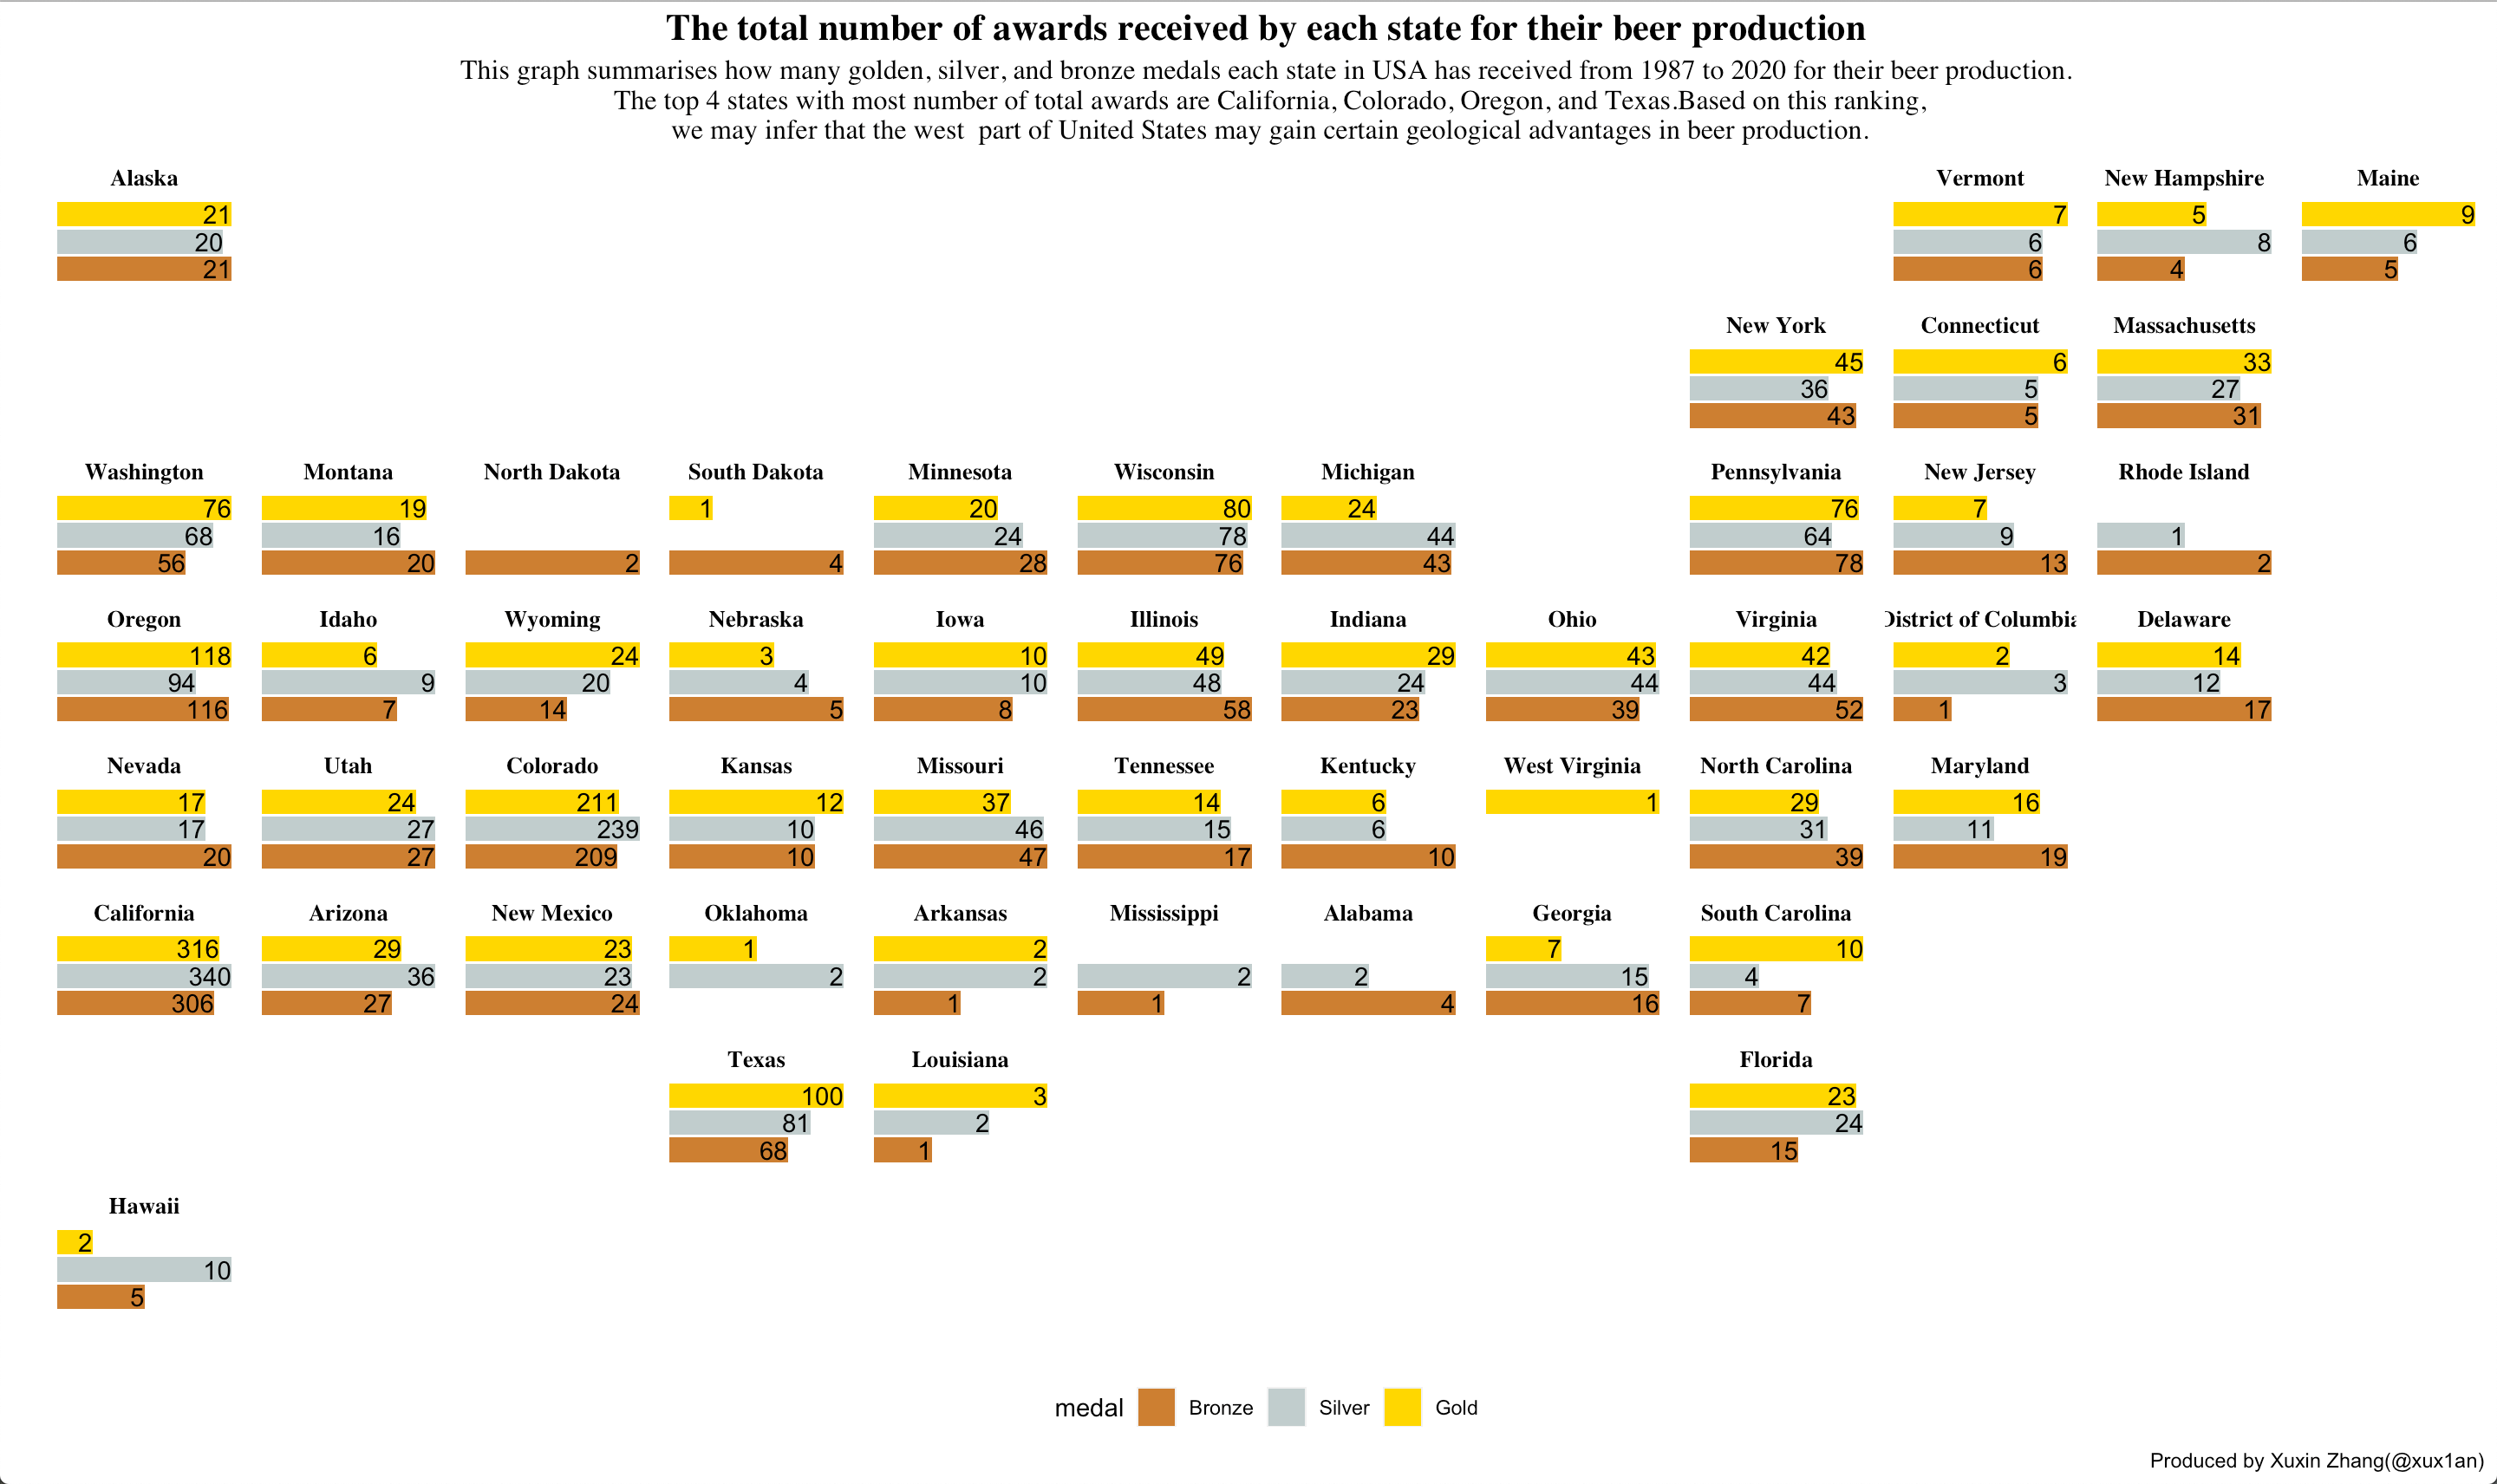 The total number of awards received by each state for their beer production
This graph summarises how many golden, silver, and bronze medals each state in USA has received from 1987 to 2020 for their beer production.
The top 4 states with most number of total awards are California, Colorado, Oregon, and Texas.Based on this ranking,
we may infer that the west  part of United States may gain certain geological advantages in beer production.
Alaska
21
20
21
Vermont
7
6
6
New Hampshire
5
8
4
Maine
9
6
5
New York
45
36
43
Connecticut
6
5
5
Massachusetts
33
27
31
Washington
76
68
56
Montana
19
16
20
North Dakota
2
South Dakota
1
4
Minnesota
20
24
28
Wisconsin
80
78
76
Michigan
24
44
43
Pennsylvania
76
64
78
New Jersey
7
9
13
Rhode Island
1
2
Oregon
118
94
116
Idaho
6
9
7
Wyoming
24
20
14
Nebraska
3
4
5
Iowa
10
10
8
Illinois
49
48
58
Indiana
29
24
23
Ohio
43
44
39
Virginia
42
44
52
District of Columbia
2
3
1
Delaware
14
12
17
Nevada
17
17
20
Utah
24
27
27
Colorado
211
239
209
Kansas
12
10
10
Missouri
37
46
47
Tennessee
14
15
17
Kentucky
6
6
10
West Virginia
1
North Carolina
29
31
39
Maryland
16
11
19
California
316
340
306
Arizona
29
36
27
New Mexico
23
23
24
Oklahoma
1
2
Arkansas
2
2
1
Mississippi
2
1
Alabama
2
4
Georgia
7
15
16
South Carolina
10
4
7
Texas
100
81
68
Louisiana
3
2
1
Florida
23
24
15
Hawaii
2
10
5
medal Bronze Silver Gold
Produced by Xuxin Zhang(@xux1an)